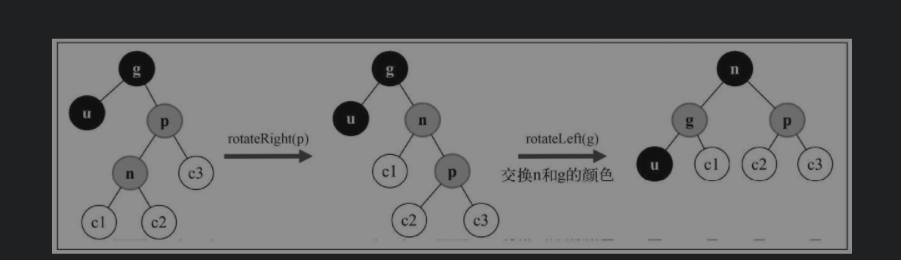 g
u
p
n
c3
c1
c2
rotateRight(p)
g
u
n
c1
p
c2
c3
rotateLeft(g)
交换n和g的颜色
n
g
p
u
c1
c2
c3